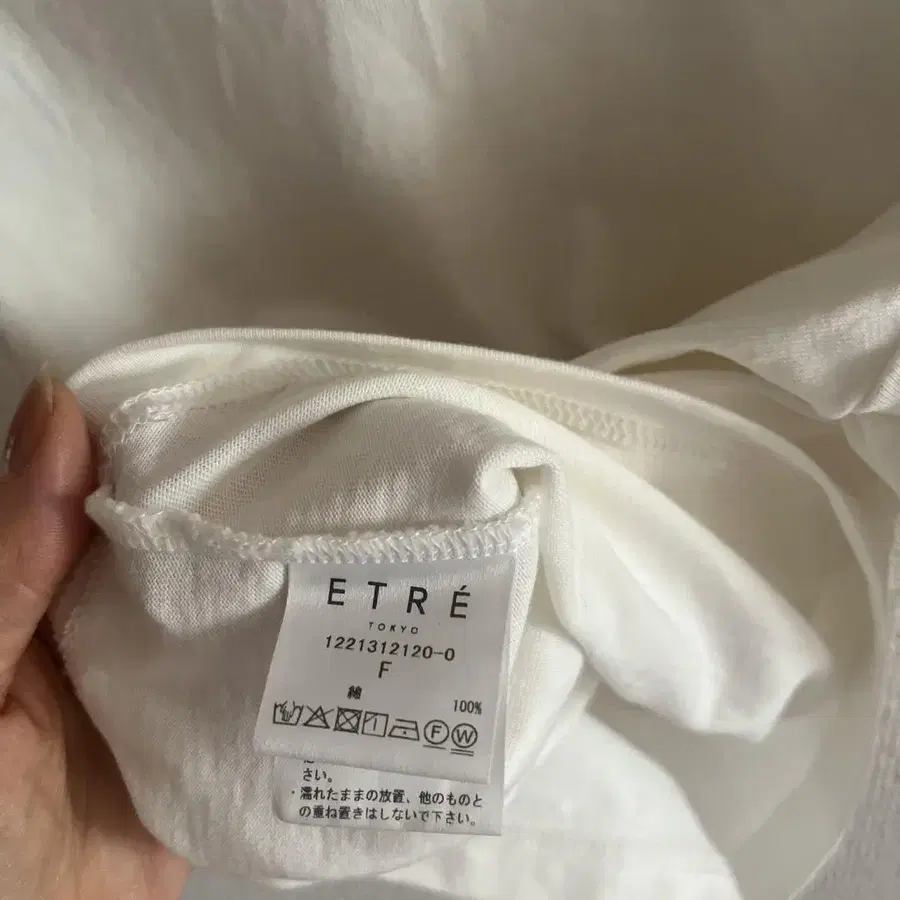 ETRÉ
TOKYO
1221312120-0
F
綿 100%
F W
さい。
・濡れたままの放置、他のものと
の重ね置きはしないで下さい。